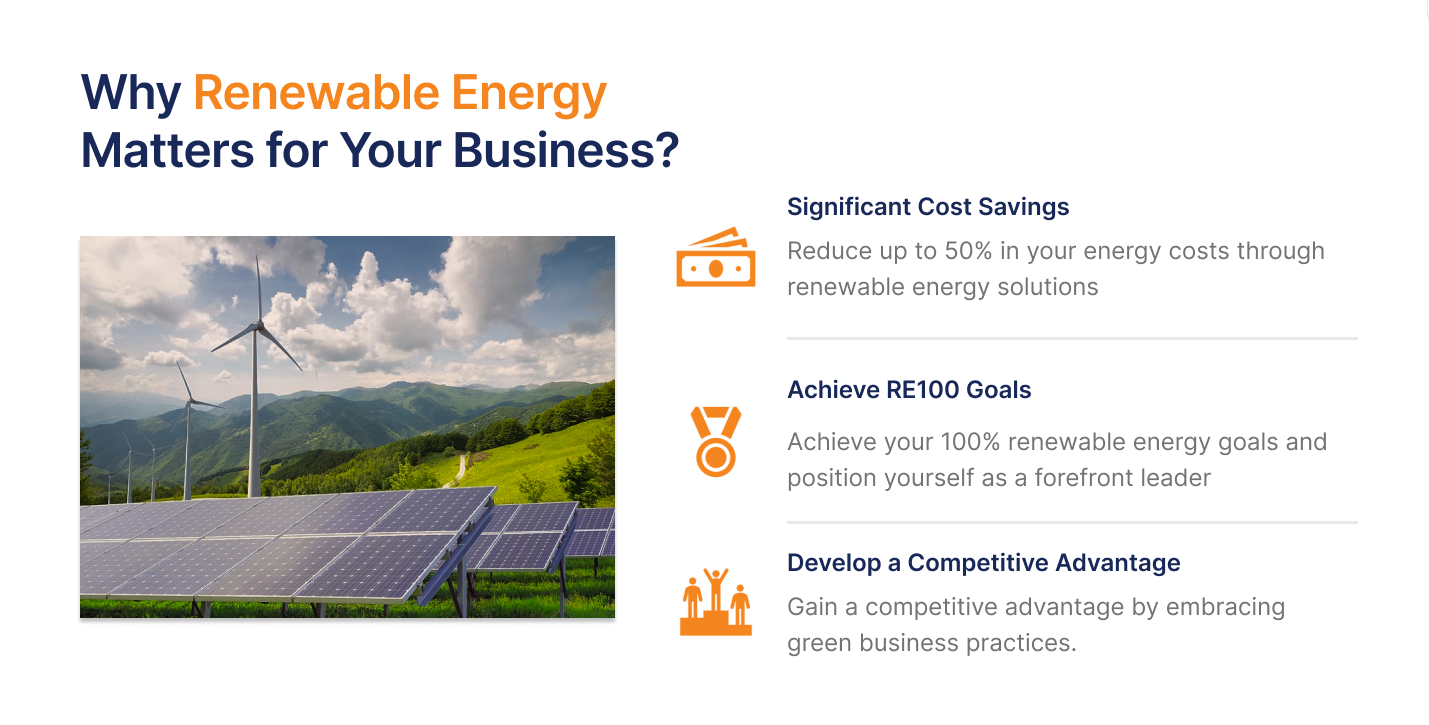 Why Renewable Energy
Matters for Your Business?
Significant Cost Savings
Reduce up to 50% in your energy costs through
renewable energy solutions
Achieve RE100 Goals
Achieve your 100% renewable energy goals and
position yourself as a forefront leader
Develop a Competitive Advantage
Gain a competitive advantage by embracing
green business practices.